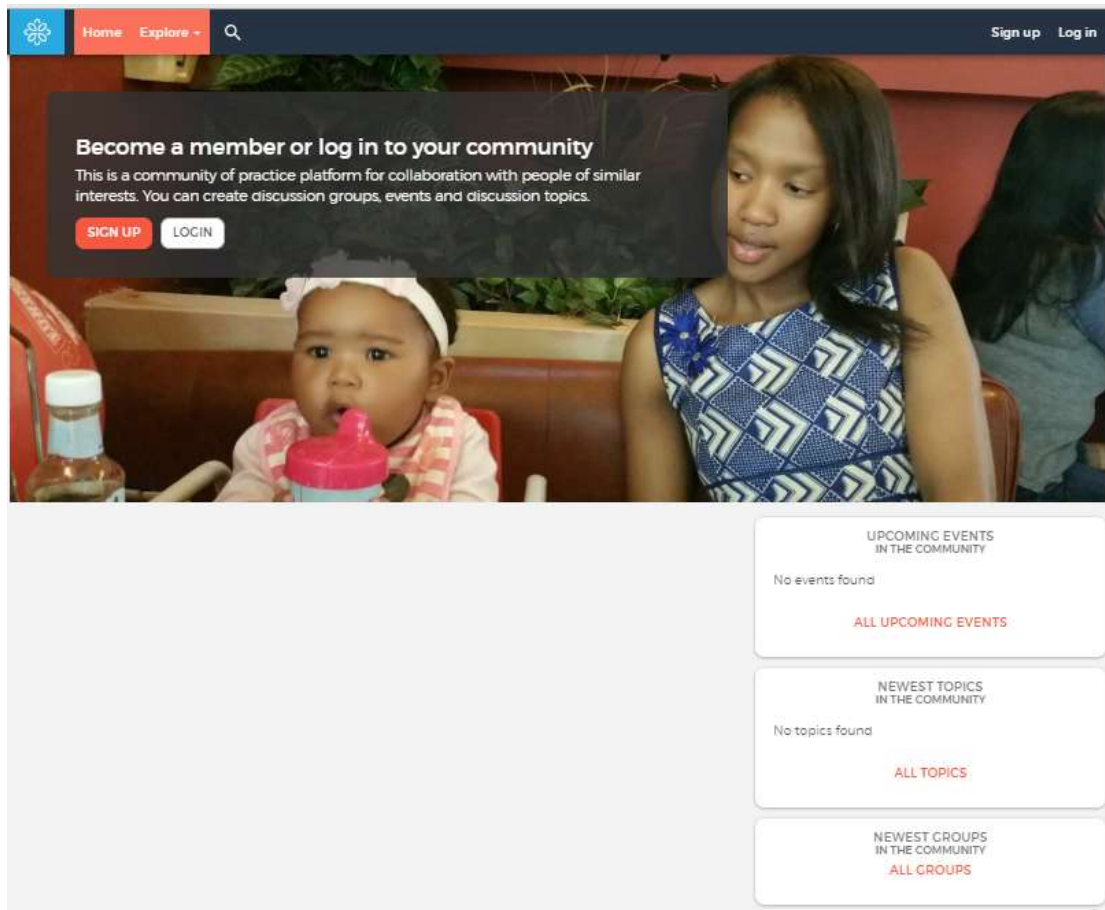 Home Explore Sign up Log in
Become a member or log in to your community
This is a community of practice platform for collaboration with people of similar
interests. You can create discussion groups, events and discussion topics.
SIGN UP LOGIN
UPCOMING EVENTS
IN THE COMMUNITY
No events found
ALL UPCOMING EVENTS
NEWEST TOPICS
IN THE COMMUNITY
No topics found
ALL TOPICS
NEWEST GROUPS
IN THE COMMUNITY
ALL GROUPS